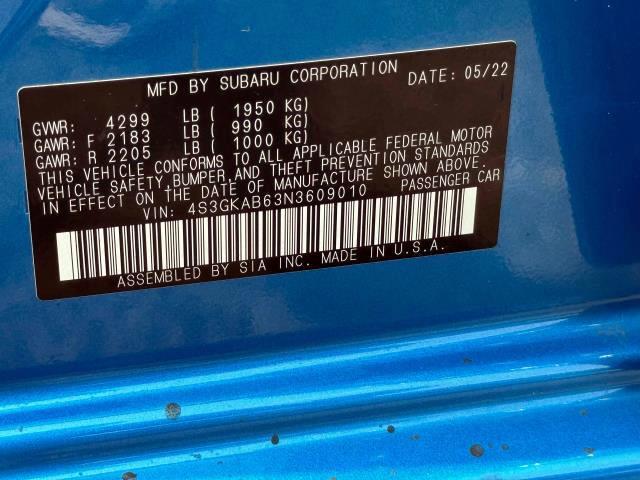 MFD BY SUBARU CORPORATION DATE: 05/22
GVWR: 4299 LB ( 1950 KG)
GAWR: F 2183 LB ( 990 KG)
GAWR: R 2205 LB ( 1000 KG)
THIS VEHICLE CONFORMS TO ALL APPLICABLE FEDERAL MOTOR
VEHICLE SAFETY,BUMPER,AND THEFT PREVENTION STANDARDS
IN EFFECT ON THE DATE OF MANUFACTURE SHOWN ABOVE.
VIN: 4S3GKAB63N3609010 PASSENGER CAR
ASSEMBLED BY SIA INC. MADE IN U.S.A.